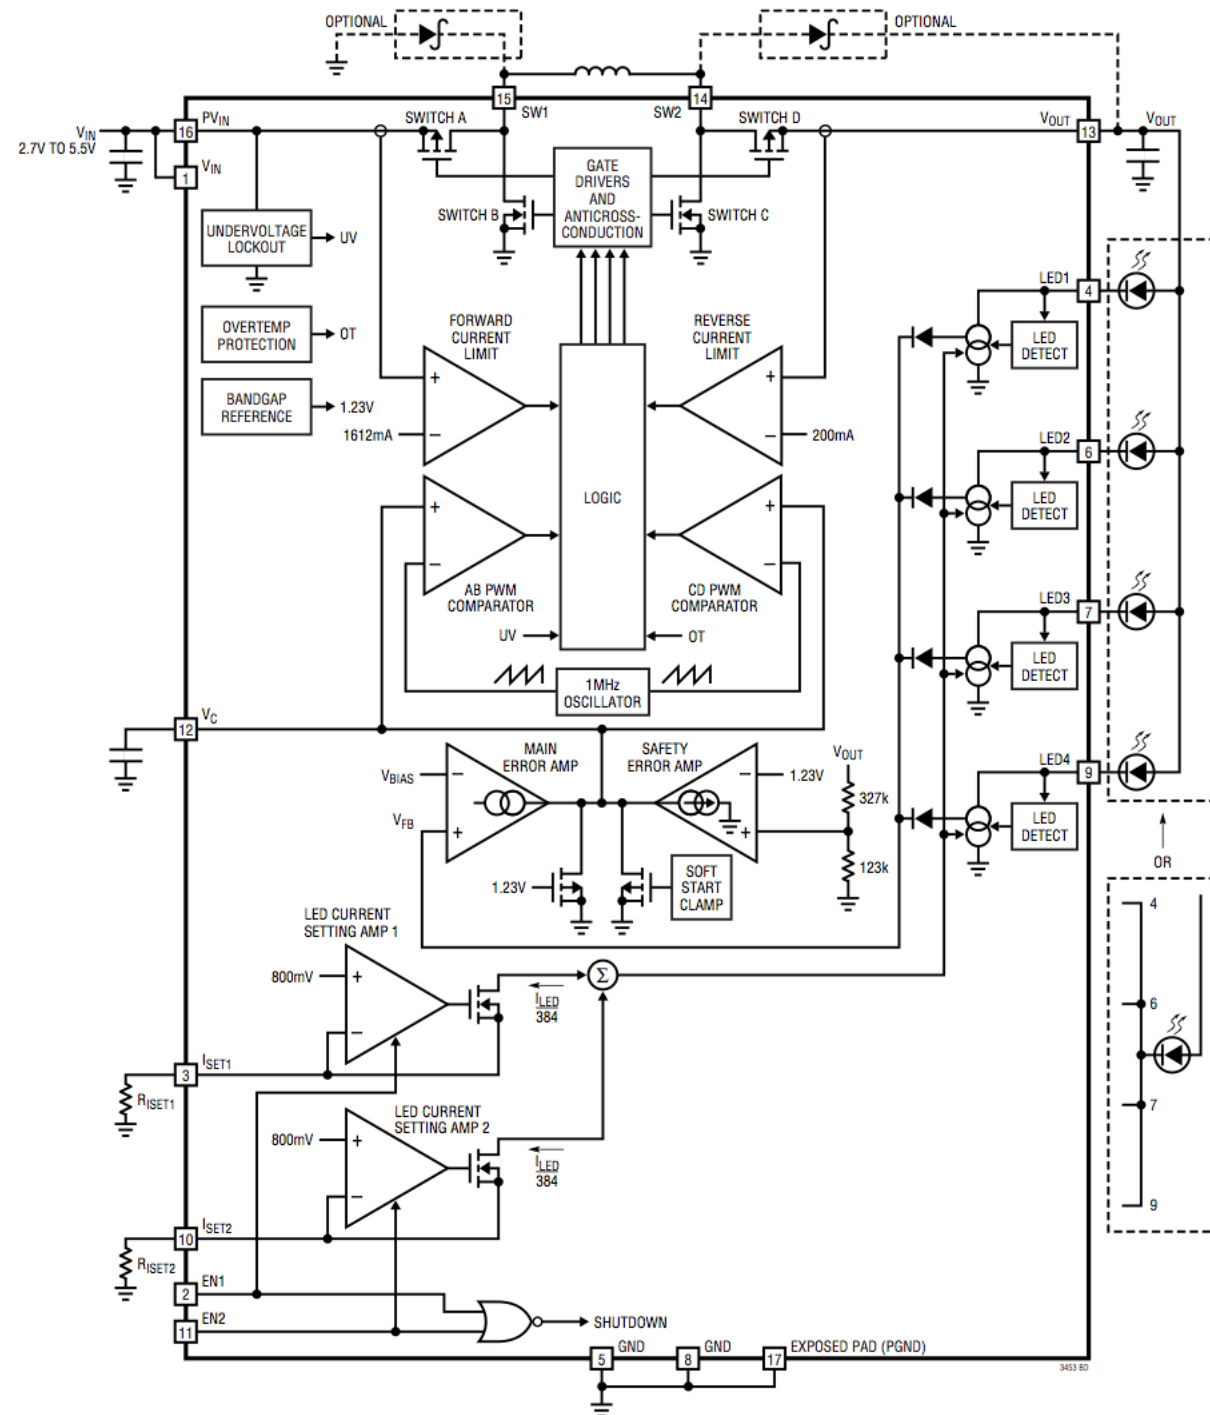 OPTIONAL
OPTIONAL
15
SW1
SW2
14
PVIN
16
SWITCH A
SWITCH D
VOUT
13
VOUT
VIN
2.7V TO 5.5V
VIN
1
GATE
DRIVERS
AND
ANTICROSS-
CONDUCTION
SWITCH B
SWITCH C
UNDERVOLTAGE
LOCKOUT
UV
OVERTEMP
PROTECTION
OT
BANDGAP
REFERENCE
1.23V
FORWARD
CURRENT
LIMIT
REVERSE
CURRENT
LIMIT
+
–
1612mA
+
–
200mA
LOGIC
+
–
AB PWM
COMPARATOR
+
–
CD PWM
COMPARATOR
UV
OT
1MHz
OSCILLATOR
LED1
4
LED
DETECT
LED2
6
LED
DETECT
LED3
7
LED
DETECT
LED4
9
LED
DETECT
VC
12
MAIN
ERROR AMP
SAFETY
ERROR AMP
VBIAS
–
VFB
+
–
1.23V
+
VOUT
327k
123k
1.23V
SOFT
START
CLAMP
OR
4
6
7
9
LED CURRENT
SETTING AMP 1
800mV
+
–
ILED
384
Σ
ISET1
3
RISET1
LED CURRENT
SETTING AMP 2
800mV
+
–
ILED
384
ISET2
10
RISET2
EN1
2
EN2
11
SHUTDOWN
5
GND
8
GND
17
EXPOSED PAD (PGND)
3453 BD